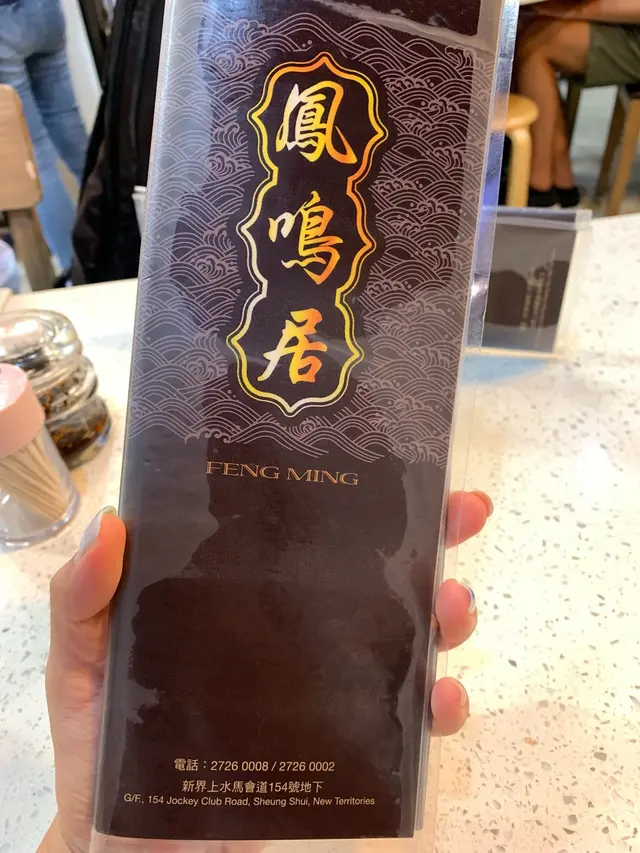 鳳鳴居
FENG MING
電話：2726 0008 / 2726 0002
新界上水馬會道154號地下
G/F., 154 Jockey Club Road, Sheung Shui, New Territories